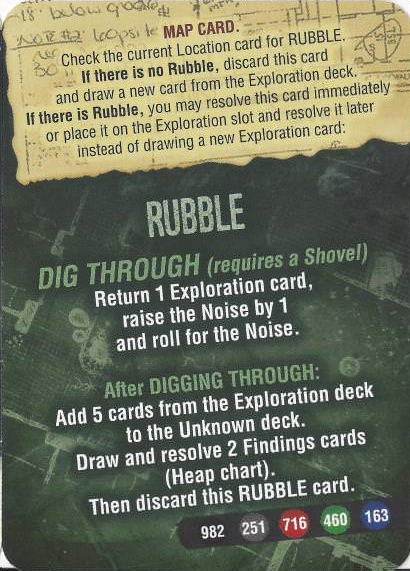 18' below
NOTE #2
MAP CARD.
Check the current Location card for RUBBLE.
If there is no Rubble, discard this card
and draw a new card from the Exploration deck.
If there is Rubble, you may resolve this card immediately
or place it on the Exploration slot and resolve it later
instead of drawing a new Exploration card:
RUBBLE
DIG THROUGH (requires a Shovel)
Return 1 Exploration card,
raise the Noise by 1
and roll for the Noise.
After DIGGING THROUGH:
Add 5 cards from the Exploration deck
to the Unknown deck.
Draw and resolve 2 Findings cards
(Heap chart).
Then discard this RUBBLE card.
982 251 716 460 163